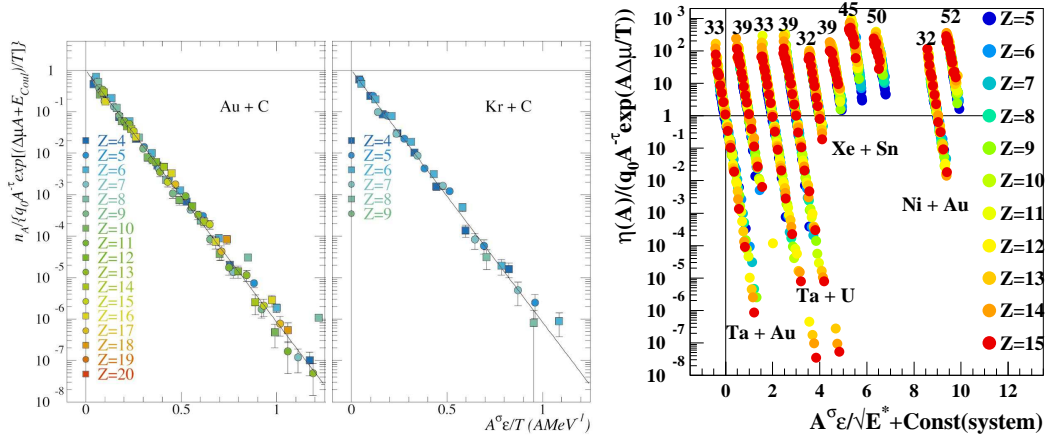 n_A/{q_0A^{-τ}exp[(ΔμA+E_{Coul})/T]}
1
10^{-1}
10^{-2}
10^{-3}
10^{-4}
10^{-5}
10^{-6}
10^{-7}
10^{-8}
Au + C
Z=4
Z=5
Z=6
Z=7
Z=8
Z=9
Z=10
Z=11
Z=12
Z=13
Z=14
Z=15
Z=16
Z=17
Z=18
Z=19
Z=20
0 0.5 1
Kr + C
Z=4
Z=5
Z=6
Z=7
Z=8
Z=9
0 0.5 1
A^σε/T (AMeV^{-1})
η(A)/(q_0A^{-τ}exp(AΔμ/T)
10^3
10^2
10
1
10^{-1}
10^{-2}
10^{-3}
10^{-4}
10^{-5}
10^{-6}
10^{-7}
10^{-8}
33 39 33 39 32 39 45 50 32 52
Xe + Sn
Ni + Au
Ta + U
Ta + Au
Z=5
Z=6
Z=7
Z=8
Z=9
Z=10
Z=11
Z=12
Z=13
Z=14
Z=15
0 2 4 6 8 10 12
A^σε/√E^*+Const(system)